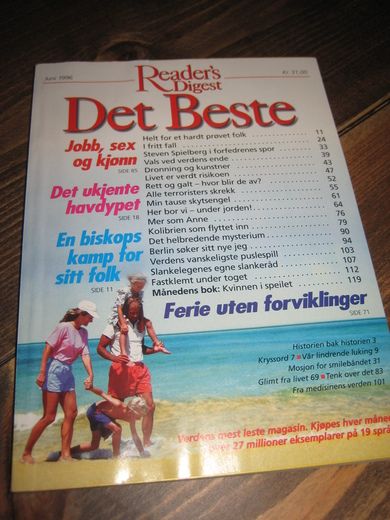 Juni 1996
Kr 31,00
Reader's
Digest
Det Beste
Jobb, sex
og kjønn
SIDE 85
Det ukjente
havdypet
SIDE 18
En biskops
kamp for
sitt folk
SIDE 11
Helt for et hardt prøvet folk 11
I fritt fall 24
Steven Spielberg i forfedrenes spor 33
Vals ved verdens ende 39
Dronning og kunstner 43
Livet er verdt risikoen 47
Rett og galt – hvor blir de av? 52
Alle terroristers skrekk 55
Min tause skytsengel 61
Her bor vi – under jorden! 64
Mer som Anne 76
Kolibrien som flyttet inn 79
Det helbredende mysterium 90
Berlin søker sitt nye jeg 94
Verdens vanskeligste puslespill 103
Slankelegenes egne slankeråd 107
Fastklemt under toget 112
Månedens bok: Kvinnen i speilet 119
Ferie uten forviklinger
SIDE 71
Historien bak historien 3
Kryssord 7 ■ Vår lindrende luking 9
Mosjon for smilebåndet 31
Glimt fra livet 69 ■ Tenk over det 83
Fra medisinens verden 101
Verdens mest leste magasin. Kjøpes hver måned
over 27 millioner eksemplarer på 19 språ